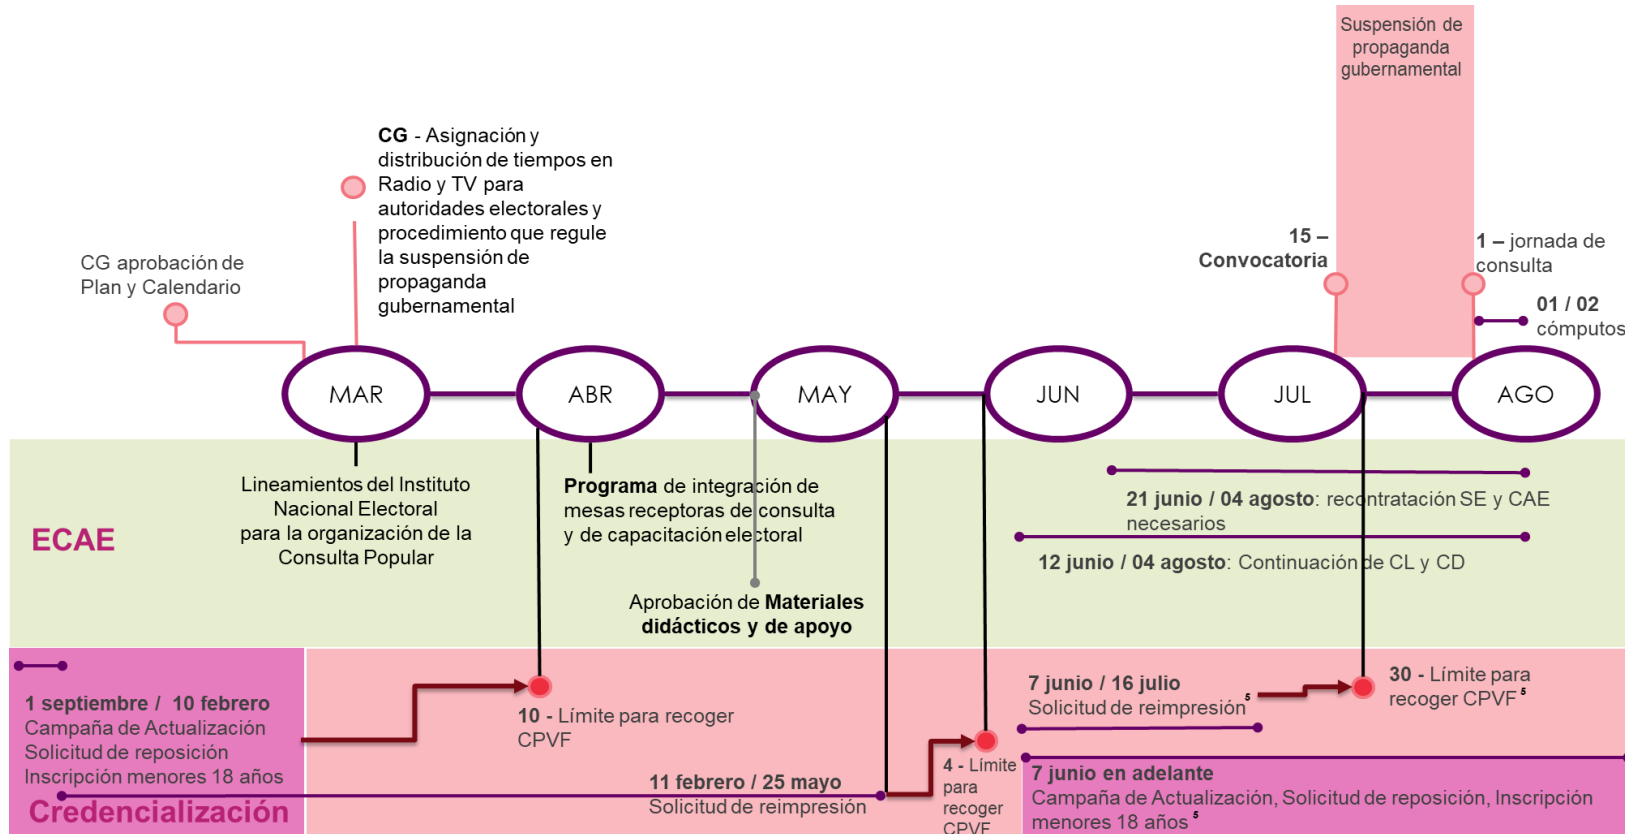 Suspensión de
propaganda
gubernamental
CG - Asignación y
distribución de tiempos en
Radio y TV para
autoridades electorales y
procedimiento que regule
la suspensión de
propaganda
gubernamental
CG aprobación de
Plan y Calendario
15 –
Convocatoria
1 – jornada de
consulta
01 / 02
cómputos
MAR
ABR
MAY
JUN
JUL
AGO
ECAE
Lineamientos del Instituto
Nacional Electoral
para la organización de la
Consulta Popular
Programa de integración de
mesas receptoras de consulta
y de capacitación electoral
Aprobación de Materiales
didácticos y de apoyo
21 junio / 04 agosto: recontratación SE y CAE
necesarios
12 junio / 04 agosto: Continuación de CL y CD
1 septiembre / 10 febrero
Campaña de Actualización
Solicitud de reposición
Inscripción menores 18 años
Credencialización
10 - Límite para recoger
CPVF
11 febrero / 25 mayo
Solicitud de reimpresión
4 - Límite
para
recoger
CPVF
7 junio / 16 julio
Solicitud de reimpresión 5
30 - Límite para
recoger CPVF 5
7 junio en adelante
Campaña de Actualización, Solicitud de reposición, Inscripción
menores 18 años 5